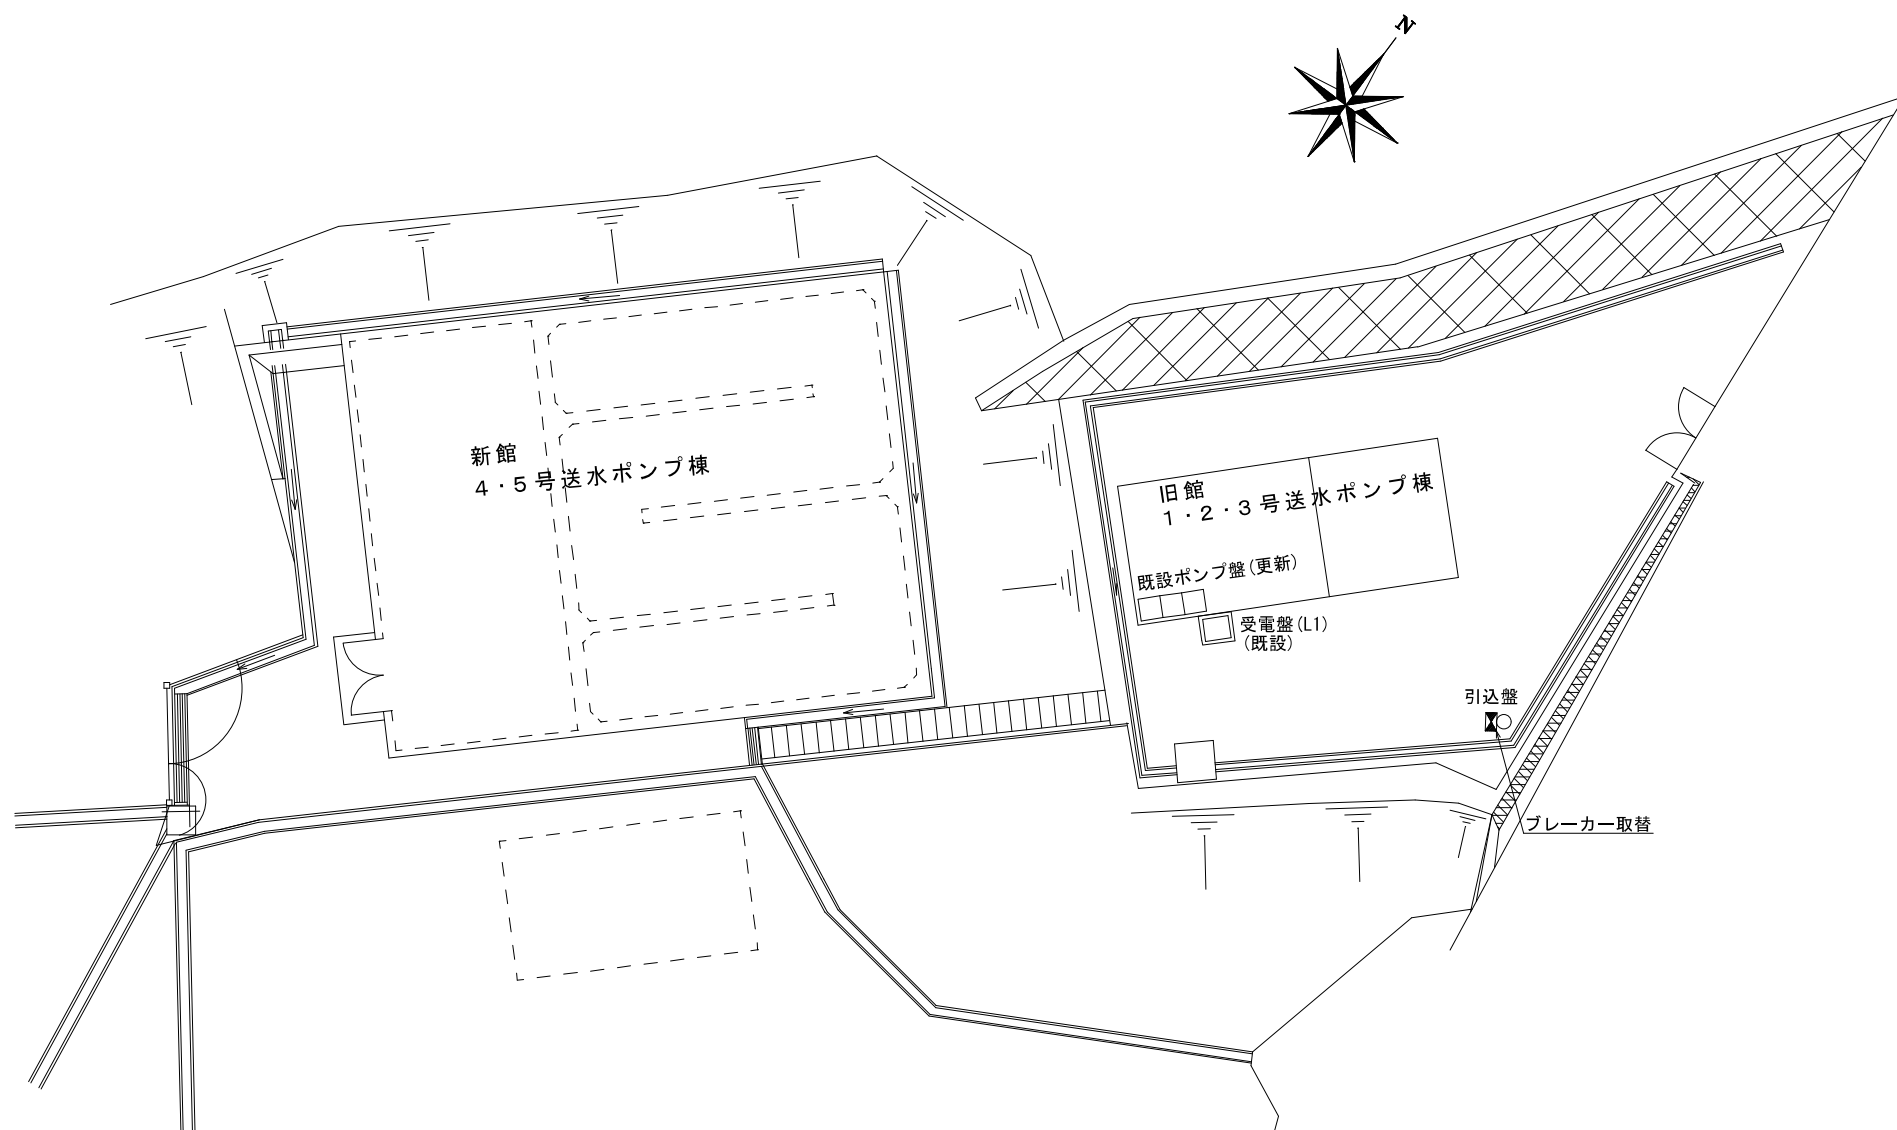 N
新館
4・5号送水ポンプ棟
旧館
1・2・3号送水ポンプ棟
既設ポンプ盤(更新)
受電盤(L1)
(既設)
引込盤
ブレーカー取替